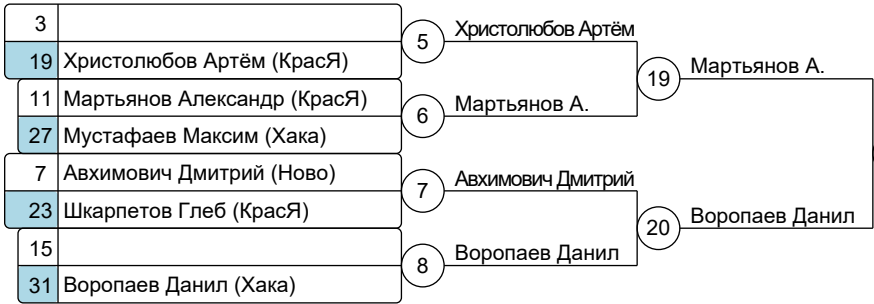 3
19 Христолюбов Артём (КрасЯ)
5 Христолюбов Артём
11 Мартьянов Александр (КрасЯ)
27 Мустафаев Максим (Хака)
6 Мартьянов А.
19 Мартьянов А.
7 Авхимович Дмитрий (Ново)
23 Шкарпетов Глеб (КрасЯ)
7 Авхимович Дмитрий
15
31 Воропаев Данил (Хака)
8 Воропаев Данил
20 Воропаев Данил